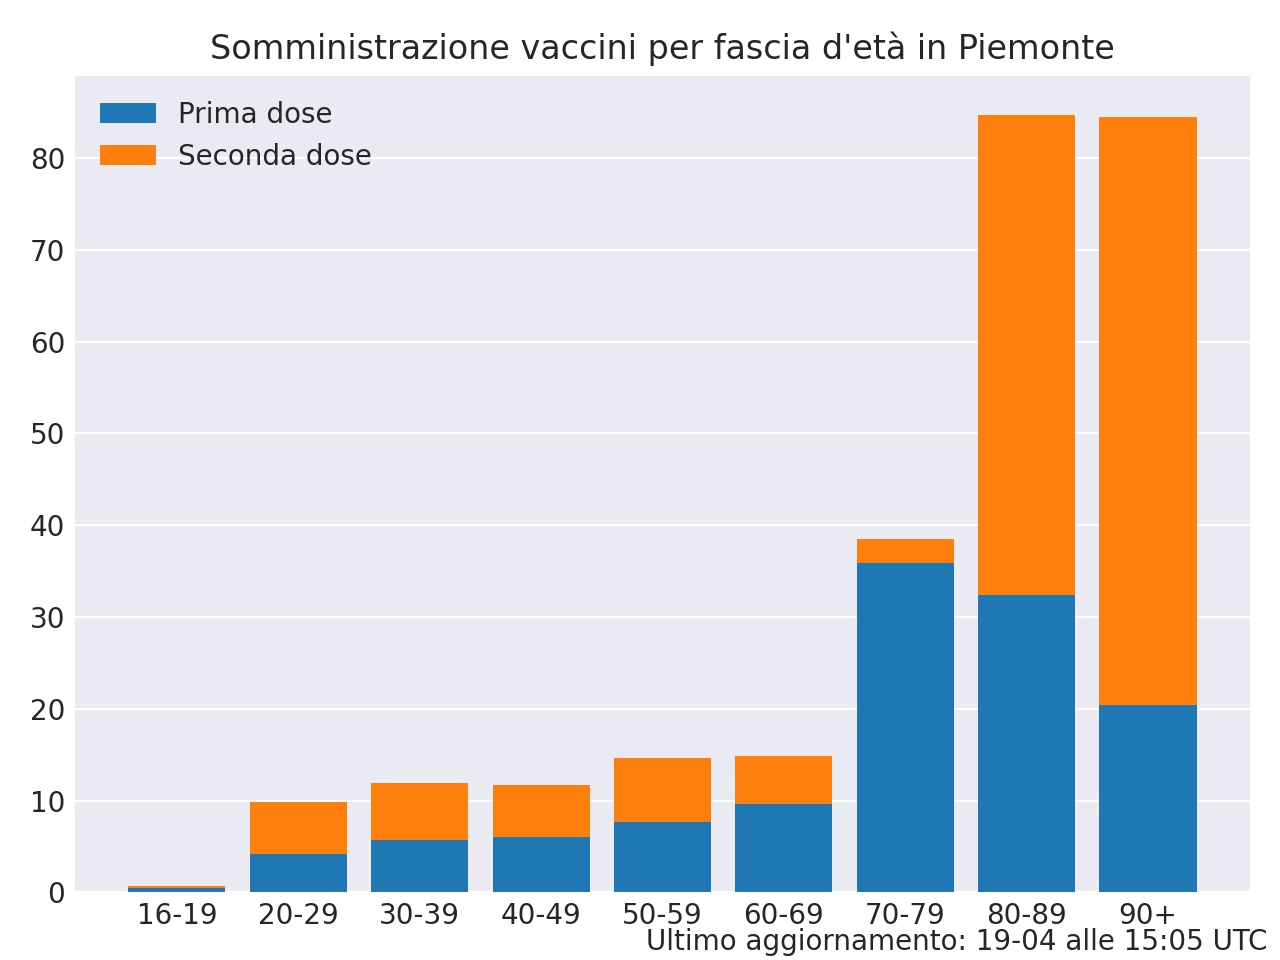 Somministrazione vaccini per fascia d'età in Piemonte
Prima dose
Seconda dose
80
70
60
50
40
30
20
10
0
16-19 20-29 30-39 40-49 50-59 60-69 70-79 80-89 90+
Ultimo aggiornamento: 19-04 alle 15:05 UTC